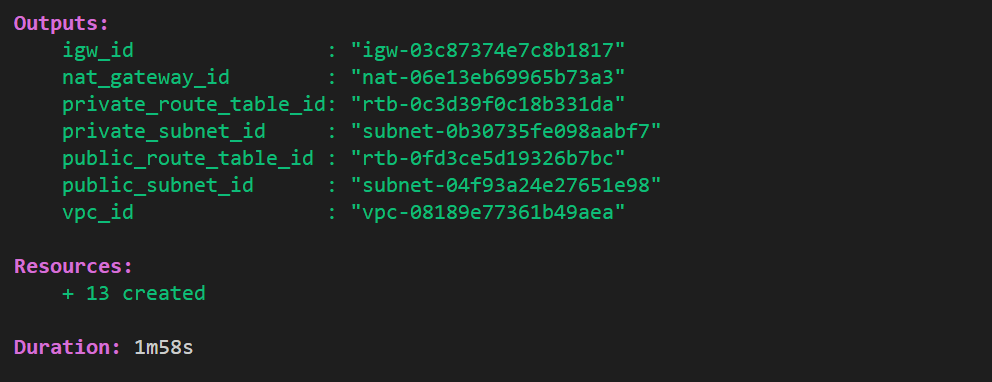 Outputs:
igw_id : "igw-03c87374e7c8b1817"
nat_gateway_id : "nat-06e13eb69965b73a3"
private_route_table_id: "rtb-0c3d39f0c18b331da"
private_subnet_id : "subnet-0b30735fe098aabf7"
public_route_table_id : "rtb-0fd3ce5d19326b7bc"
public_subnet_id : "subnet-04f93a24e27651e98"
vpc_id : "vpc-08189e77361b49aea"
Resources:
+ 13 created
Duration: 1m58s